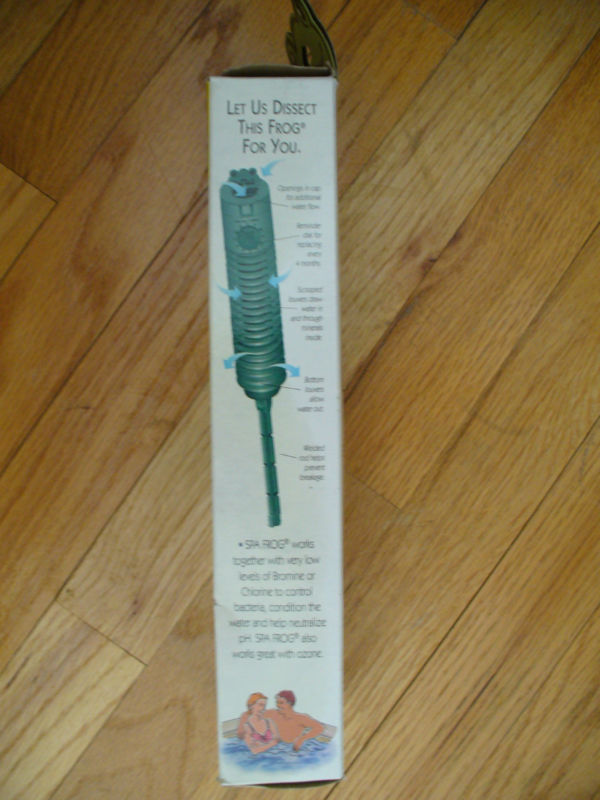 LET US DISSECT
THIS FROG®
FOR YOU.
Openings in cap
for additional
water flow.
Reminder
dial for
replacing
every
4 months.
Scooped
louvers draw
water in
and through
minerals
inside.
Bottom
louvers
allow
water out.
Welded
rod helps
prevent
breakage.
• SPA FROG® works
together with very low
levels of Bromine or
Chlorine to control
bacteria, condition the
water and help neutralize
pH. SPA FROG® also
works great with ozone.